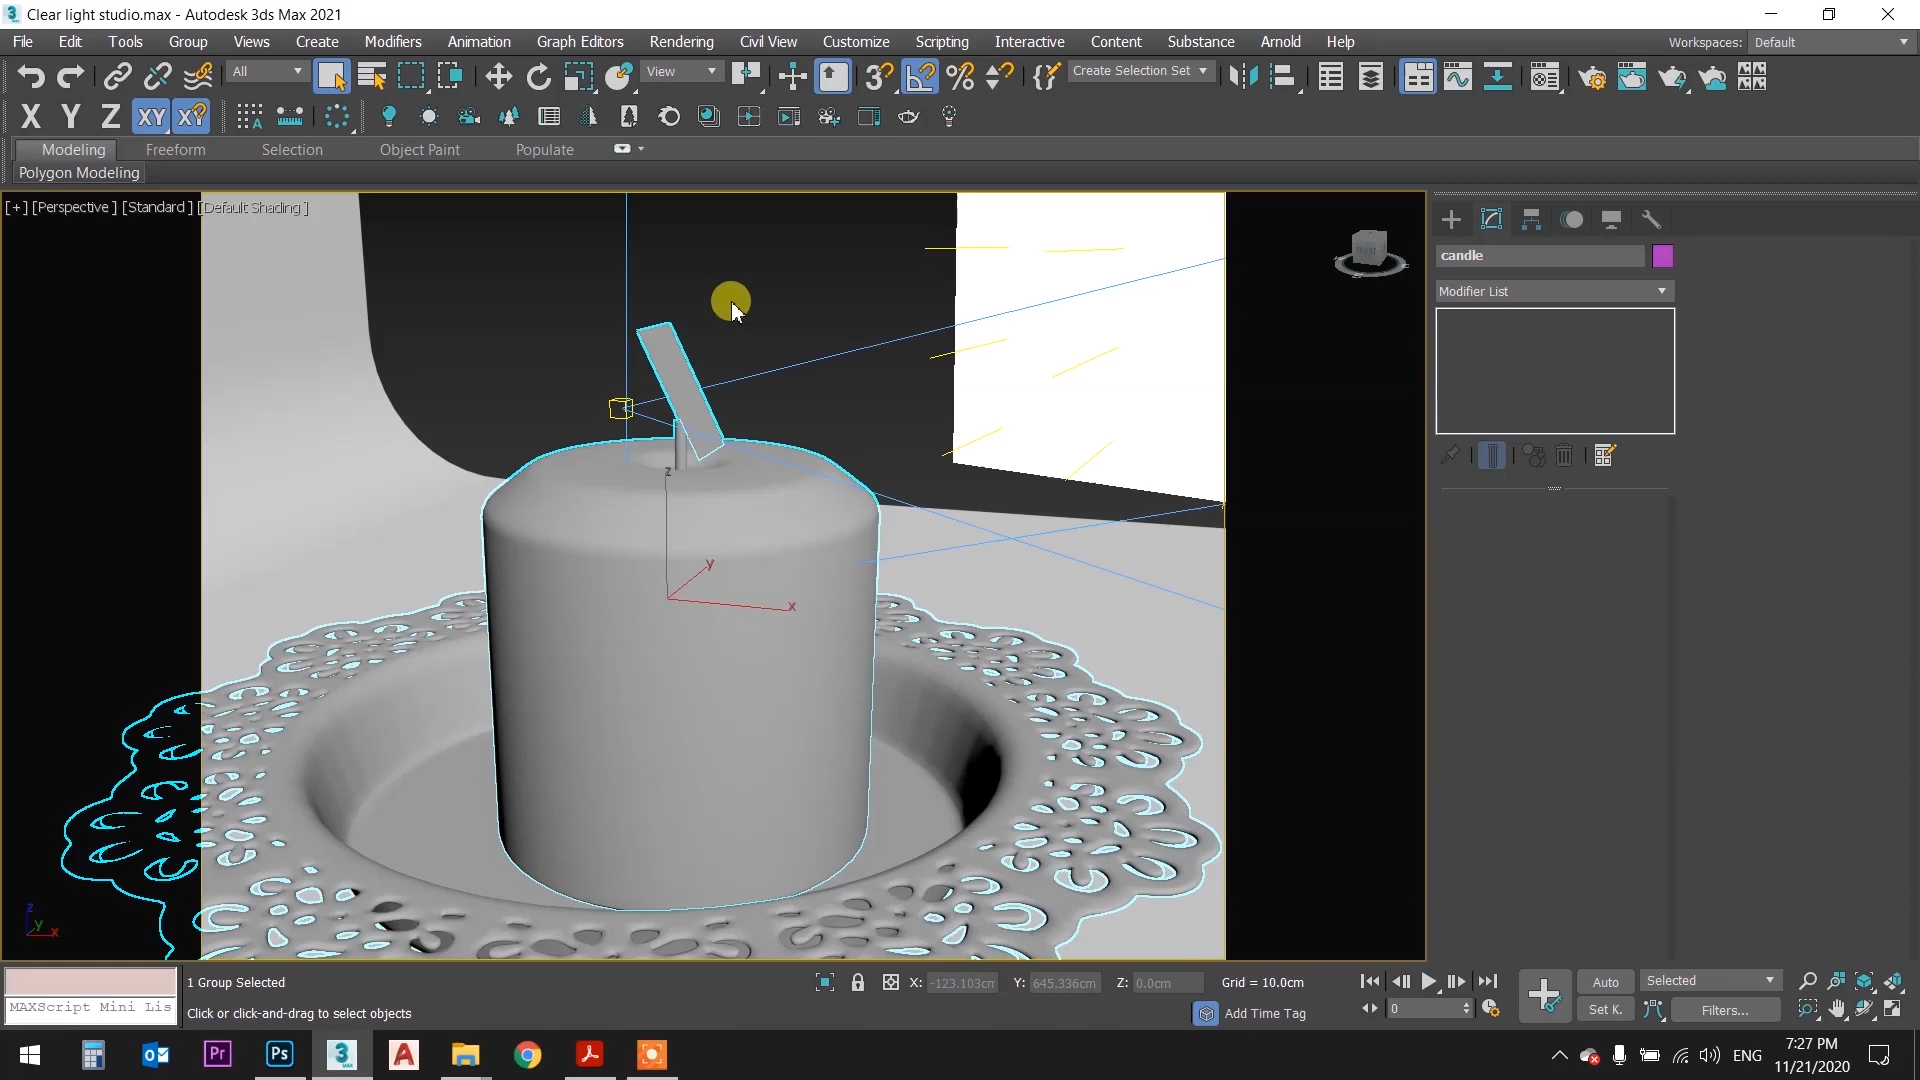 Clear light studio.max - Autodesk 3ds Max 2021
File Edit Tools Group Views Create Modifiers Animation Graph Editors Rendering Civil View Customize Scripting Interactive Content Substance Arnold Help Workspaces: Default
All View Create Selection Set
X Y Z XY XY
Modeling Freeform Selection Object Paint Populate
Polygon Modeling
[+] [Perspective] [Standard] [Default Shading]
FRONT
candle
Modifier List
z
y
x
z
y
x
1 Group Selected X: -123.103cm Y: 645.336cm Z: 0.0cm Grid = 10.0cm Auto Selected
MAXScript Mini Lis Click or click-and-drag to select objects Add Time Tag 0 Set K. Filters...
ENG 7:27 PM
11/21/2020